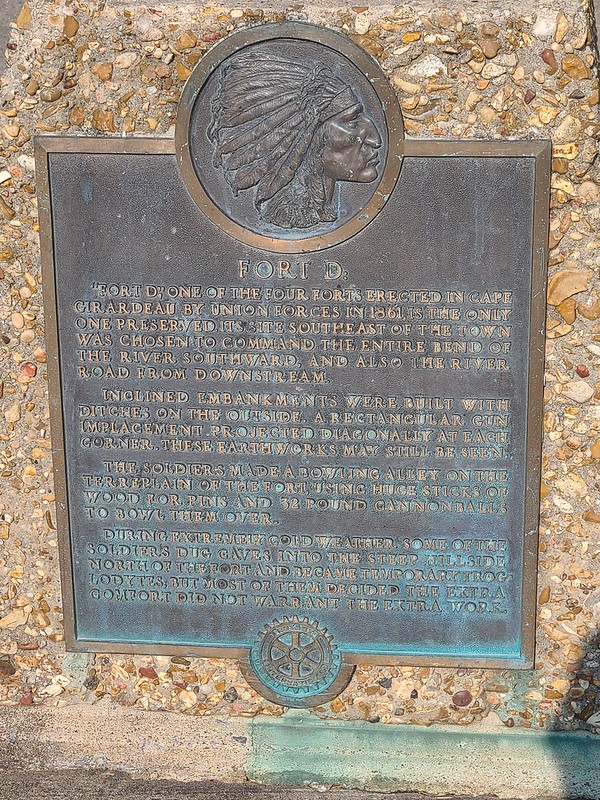 FORT D.
"FORT D", ONE OF THE FOUR FORTS ERECTED IN CAPE
GIRARDEAU BY UNION FORCES IN 1861, IS THE ONLY
ONE PRESERVED. ITS SITE SOUTHEAST OF THE TOWN
WAS CHOSEN TO COMMAND THE ENTIRE BEND OF
THE RIVER SOUTHWARD, AND ALSO THE RIVER
ROAD FROM DOWNSTREAM.
INCLINED EMBANKMENTS WERE BUILT WITH
DITCHES ON THE OUTSIDE. A RECTANGULAR GUN
IMPLACEMENT PROJECTED DIAGONALLY AT EACH
CORNER. THESE EARTHWORKS MAY STILL BE SEEN.
THE SOLDIERS MADE A BOWLING ALLEY ON THE
TERREPLAIN OF THE FORT, USING HUGE STICKS OF
WOOD FOR PINS AND 32 POUND CANNON BALLS
TO BOWL THEM OVER.
DURING EXTREMELY COLD WEATHER SOME OF THE
SOLDIERS DUG CAVES INTO THE STEEP HILLSIDE
NORTH OF THE FORT AND BECAME TEMPORARY TROG-
LODYTES, BUT MOST OF THEM DECIDED THE EXTRA
COMFORT DID NOT WARRANT THE EXTRA WORK.
ROTARY
INTERNATIONAL